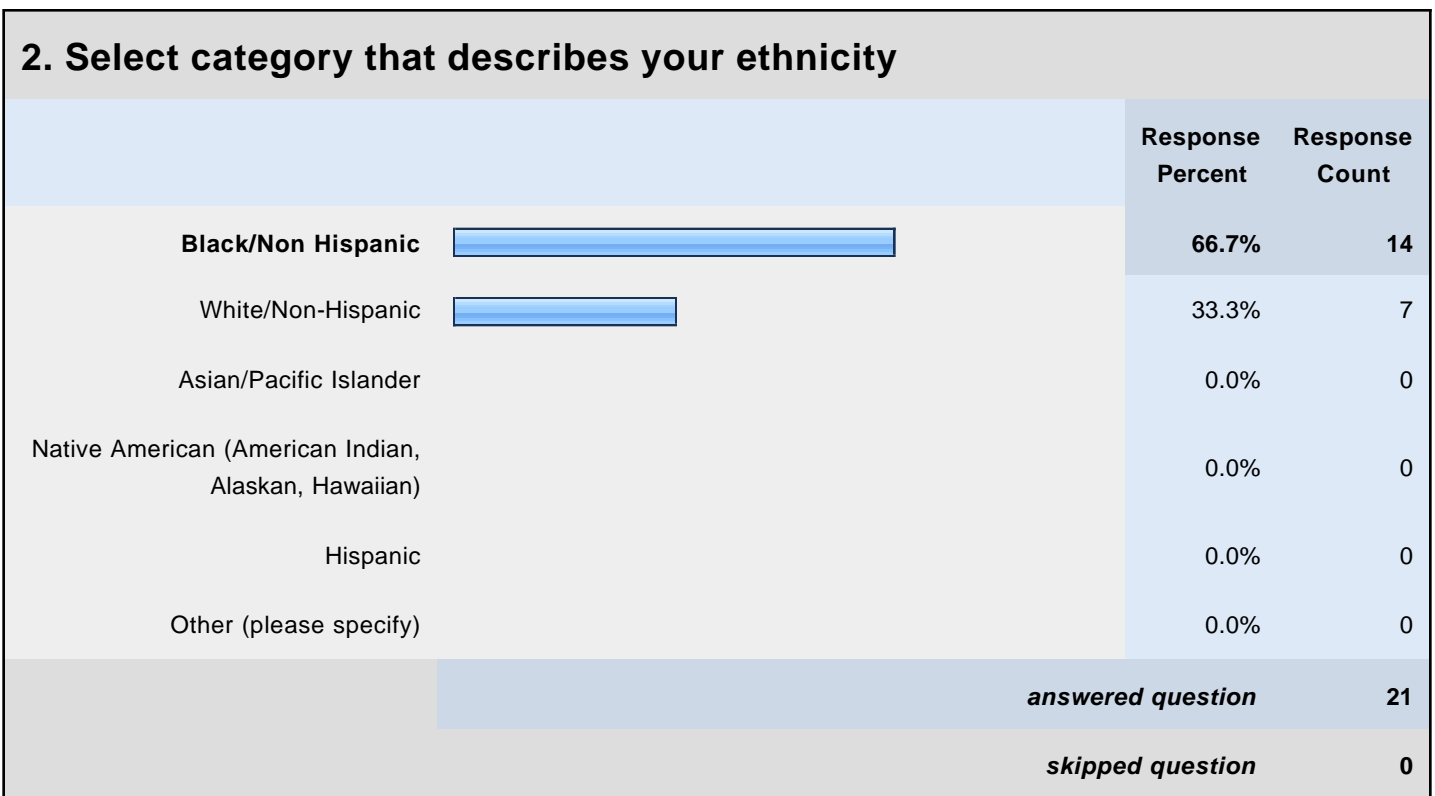 2. Select category that describes your ethnicity
Response Percent Response Count
Black/Non Hispanic 66.7% 14
White/Non-Hispanic 33.3% 7
Asian/Pacific Islander 0.0% 0
Native American (American Indian,
Alaskan, Hawaiian) 0.0% 0
Hispanic 0.0% 0
Other (please specify) 0.0% 0
answered question 21
skipped question 0